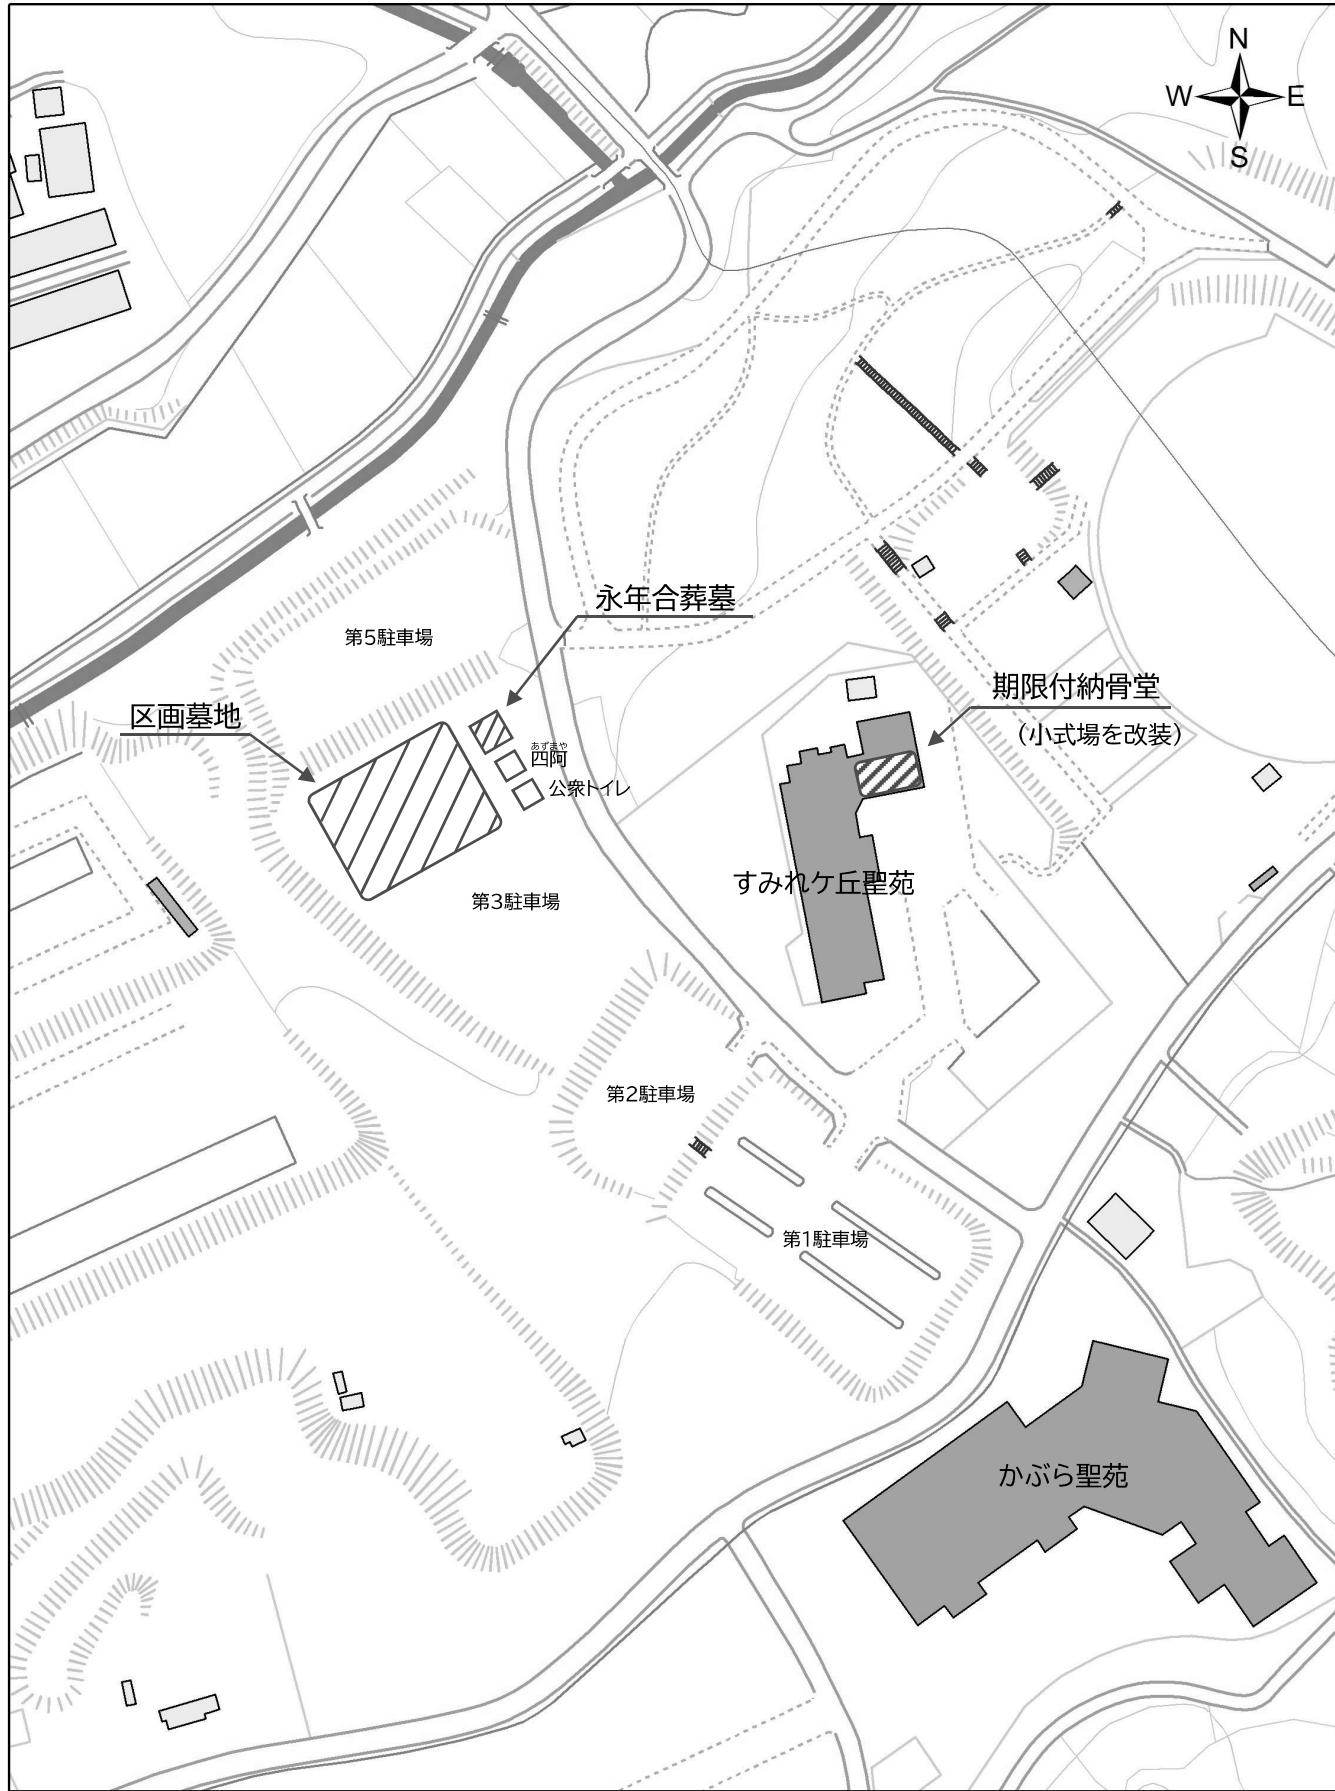 N
W E
S
永年合葬墓
第5駐車場
期限付納骨堂
(小式場を改装)
区画墓地
あずまや
四阿
公衆トイレ
すみれケ丘聖苑
第3駐車場
第2駐車場
第1駐車場
かぶら聖苑